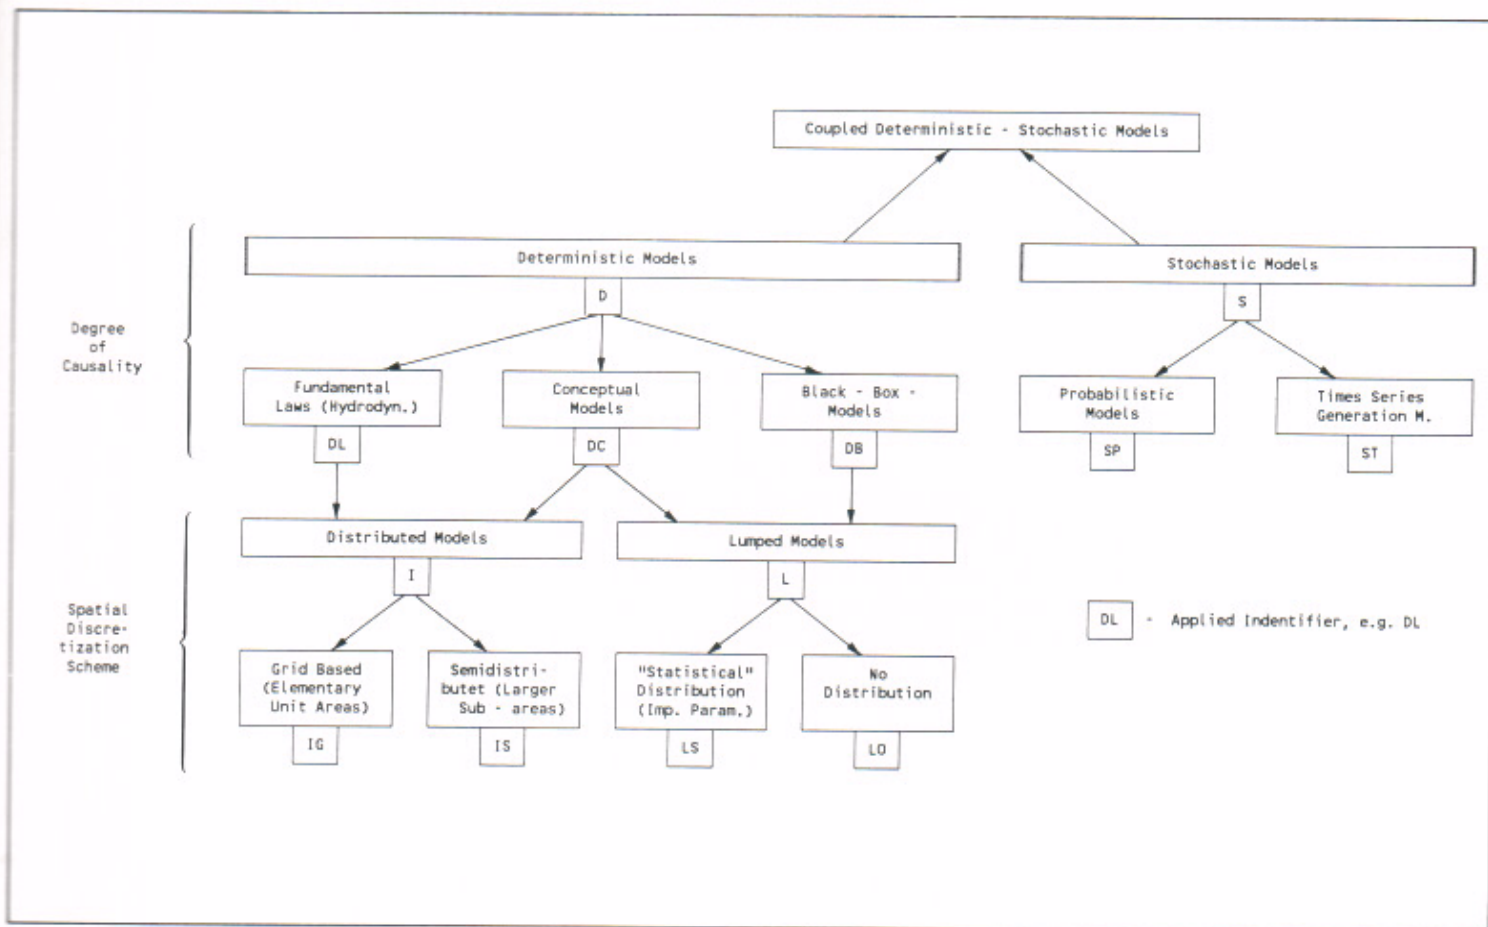 Coupled Deterministic - Stochastic Models
Deterministic Models
Stochastic Models
D
S
Degree
of
Causality
Fundamental
Laws (Hydrodyn.)
Conceptual
Models
Black - Box -
Models
Probabilistic
Models
Times Series
Generation M.
DL
DC
DB
SP
ST
Distributed Models
Lumped Models
I
L
Spatial
Discre-
tization
Scheme
DL - Applied Indentifier, e.g. DL
Grid Based
(Elementary
Unit Areas)
Semidistri-
butet (Larger
Sub - areas)
"Statistical"
Distribution
(Imp. Param.)
No
Distribution
IG
IS
LS
LO